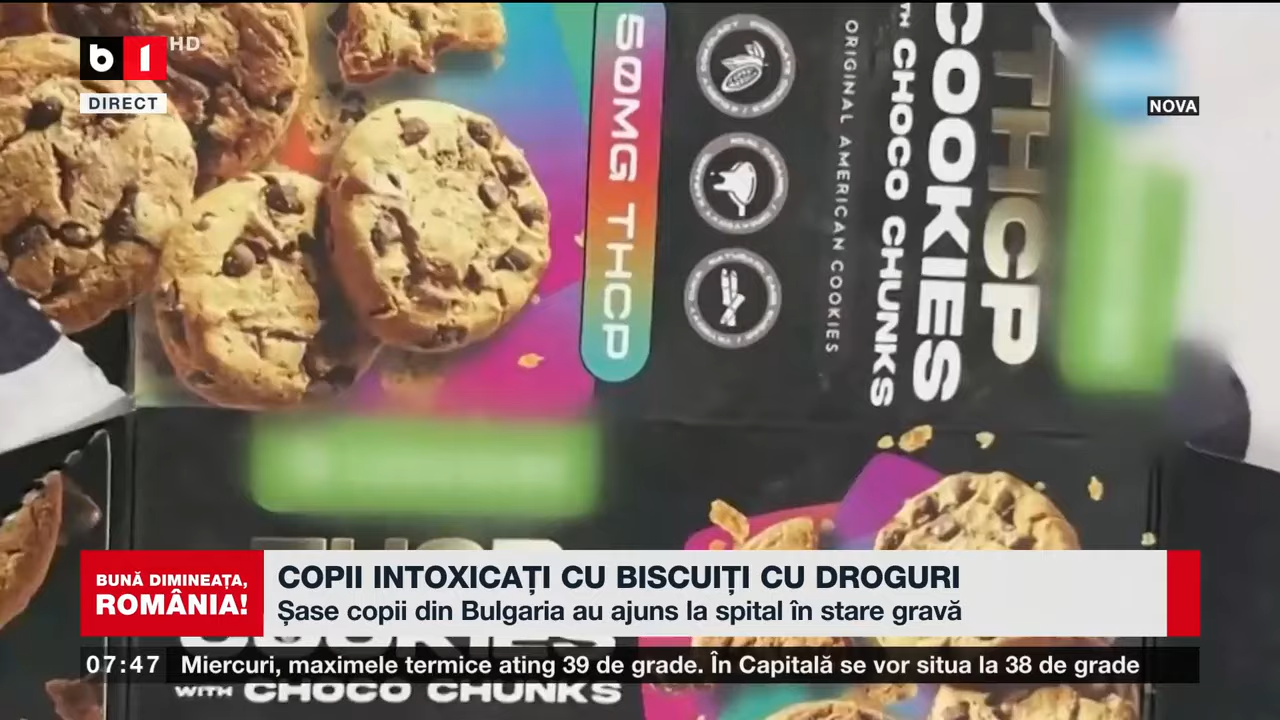 b1 HD
DIRECT
NOVA
THCP
COOKIES
WITH CHOCO CHUNKS
ORIGINAL AMERICAN COOKIES
50MG THCP
BUNĂ DIMINEAȚA,
ROMÂNIA!
COPII INTOXICAȚI CU BISCUIȚI CU DROGURI
Șase copii din Bulgaria au ajuns la spital în stare gravă
COOKIES
07:47 Miercuri, maximele termice ating 39 de grade. În Capitală se vor situa la 38 de grade
WITH CHOCO CHUNKS